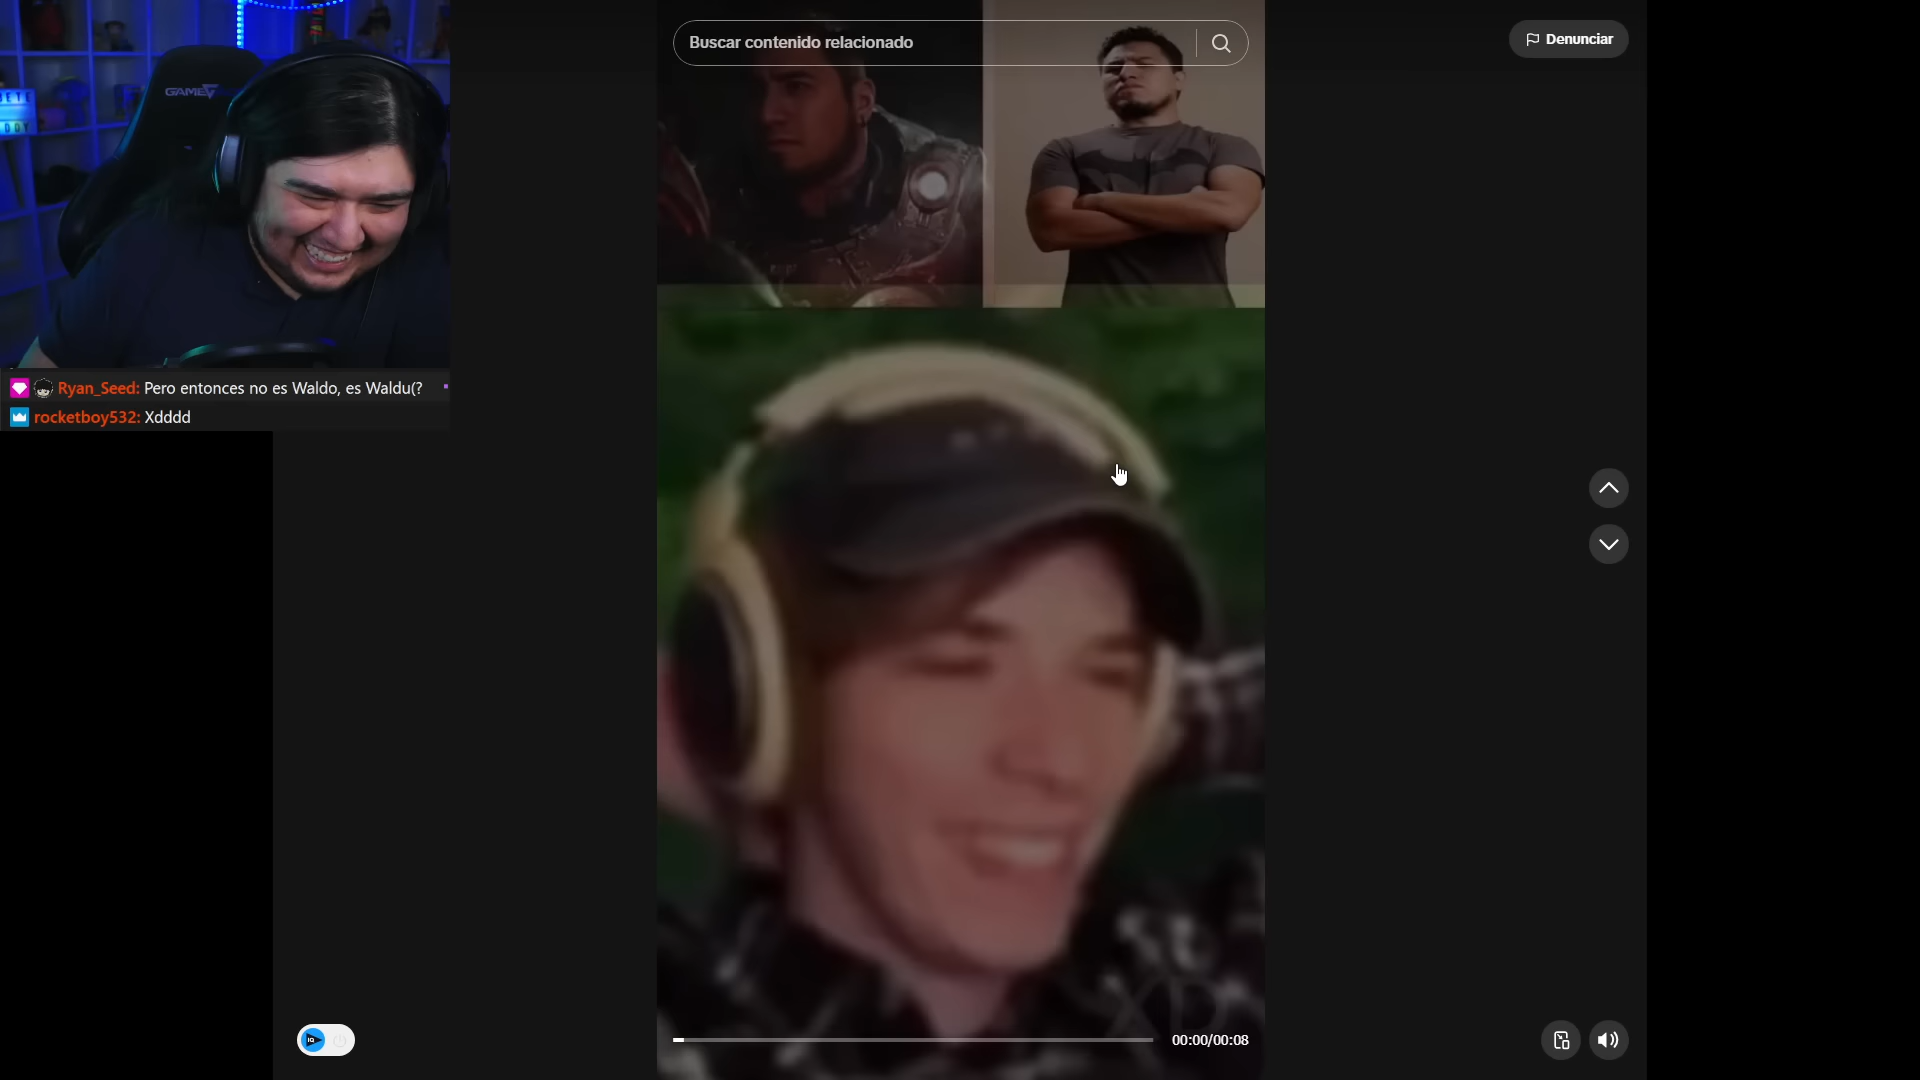 Buscar contenido relacionado
Denunciar
GAME
Ryan_Seed: Pero entonces no es Waldo, es Waldu(?
rocketboy532: Xdddd
XD
00:00/00:08